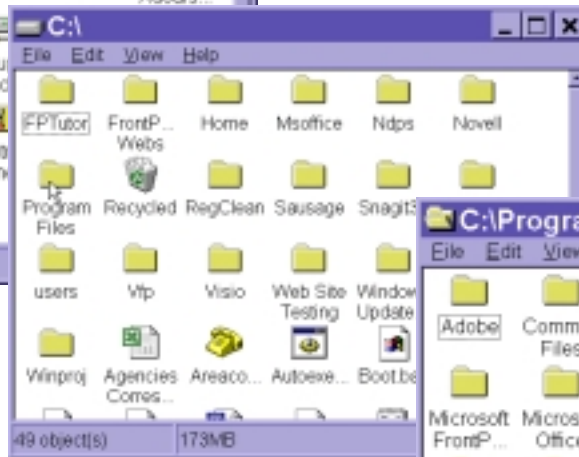 C:\
File Edit View Help
FPTutor FrontP... Home Msoffice Ndps Novell
Webs
Program Recycled RegClean Sausage Snagit3
Files
C:\Progra
File Edit View
users Vfp Visio Web Site Window
Testing Update
Adobe Comm
Files
Winproj Agencies Areaco... Autoexe... Boot.ba
Corres...
Microsoft Micros
FrontP... Office
49 object(s) 173MB